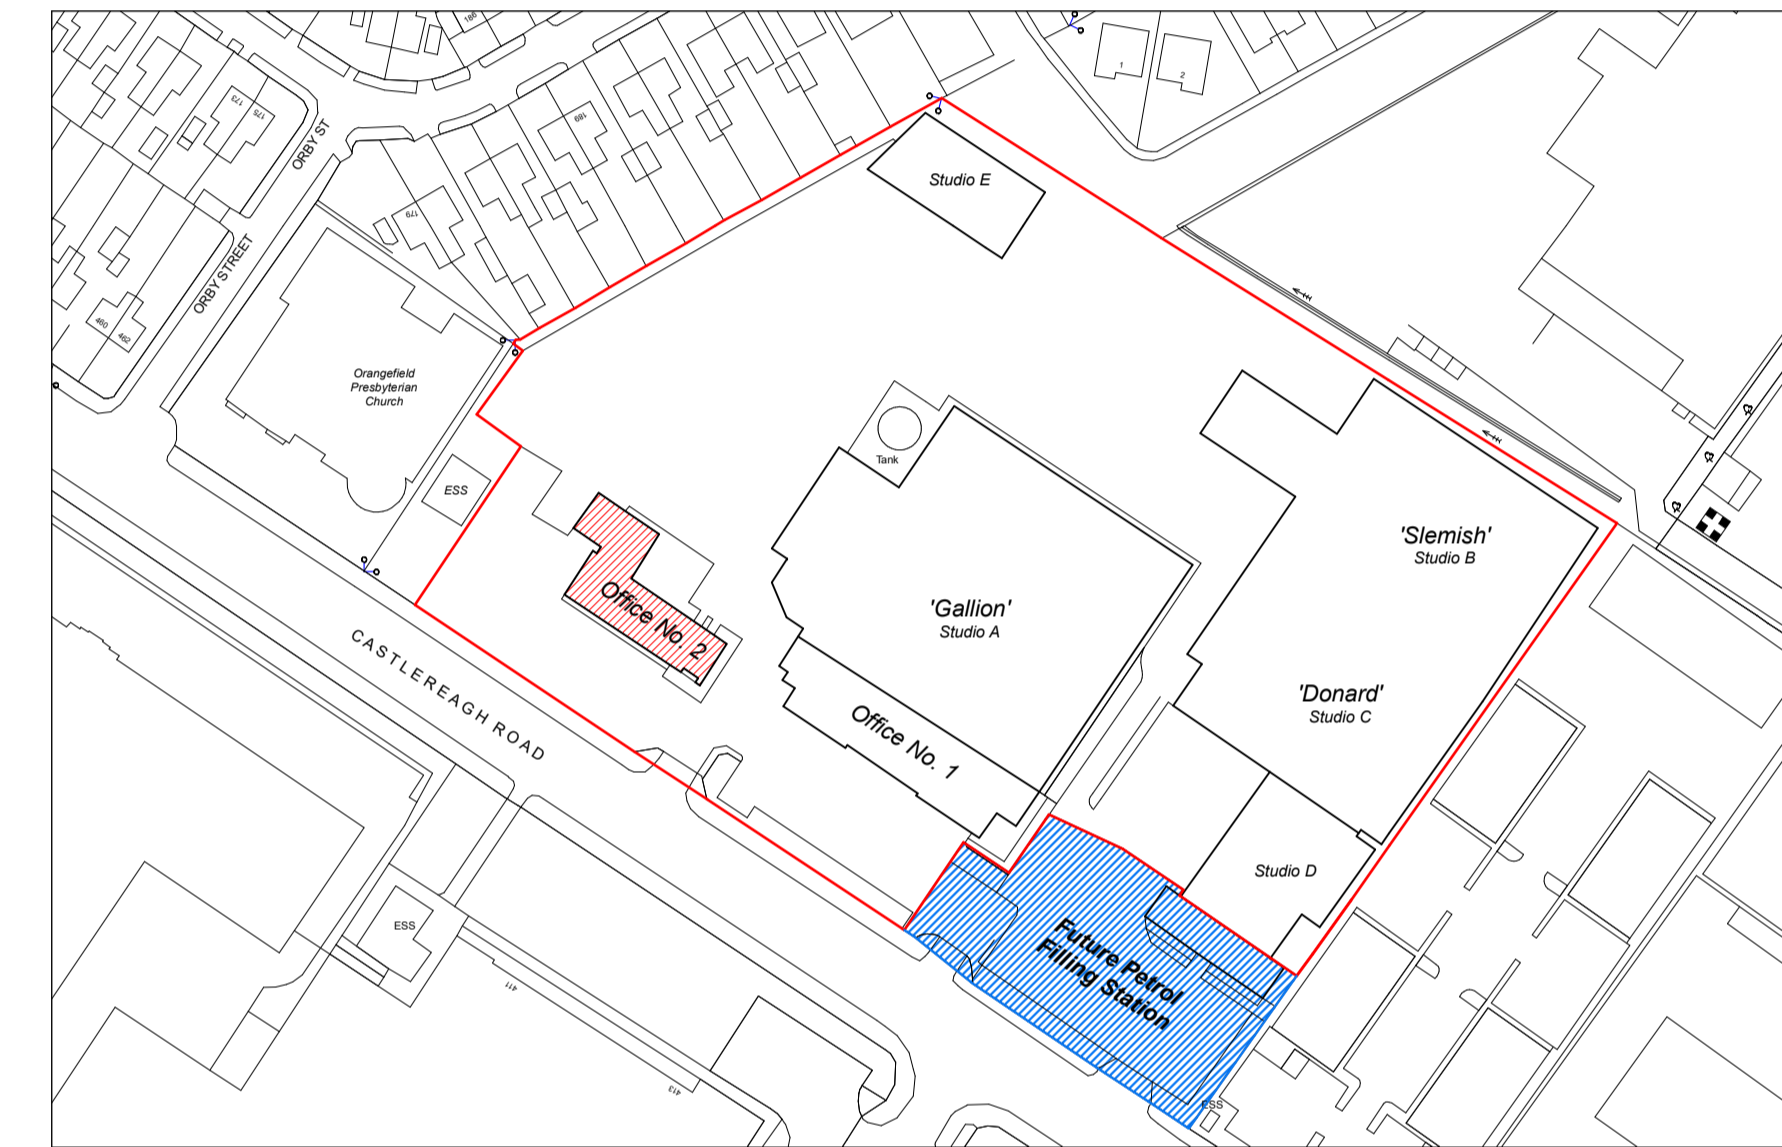 186
173
175
ORBY ST
189
1
2
Studio E
179
ORBY STREET
460
462
Orangefield
Presbyterian
Church
Tank
ESS
'Slemish'
Studio B
Office No. 2
'Gallion'
Studio A
CASTLEREAGH ROAD
'Donard'
Studio C
Office No. 1
Studio D
ESS
Future Petrol
Filling Station
411
413
ESS